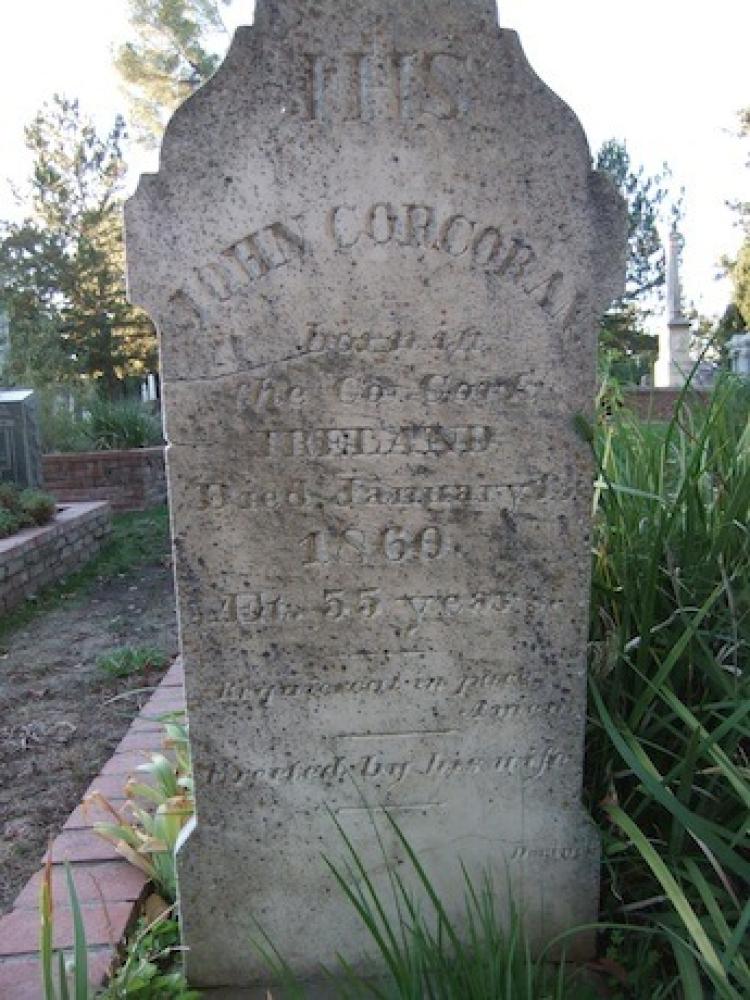 IHS
JOHN CORCORAN
born in
the Co. Cork
IRELAND
Died January
1860
Æt. 55 years.
Requiescat in pace
Amen
Erected by his wife